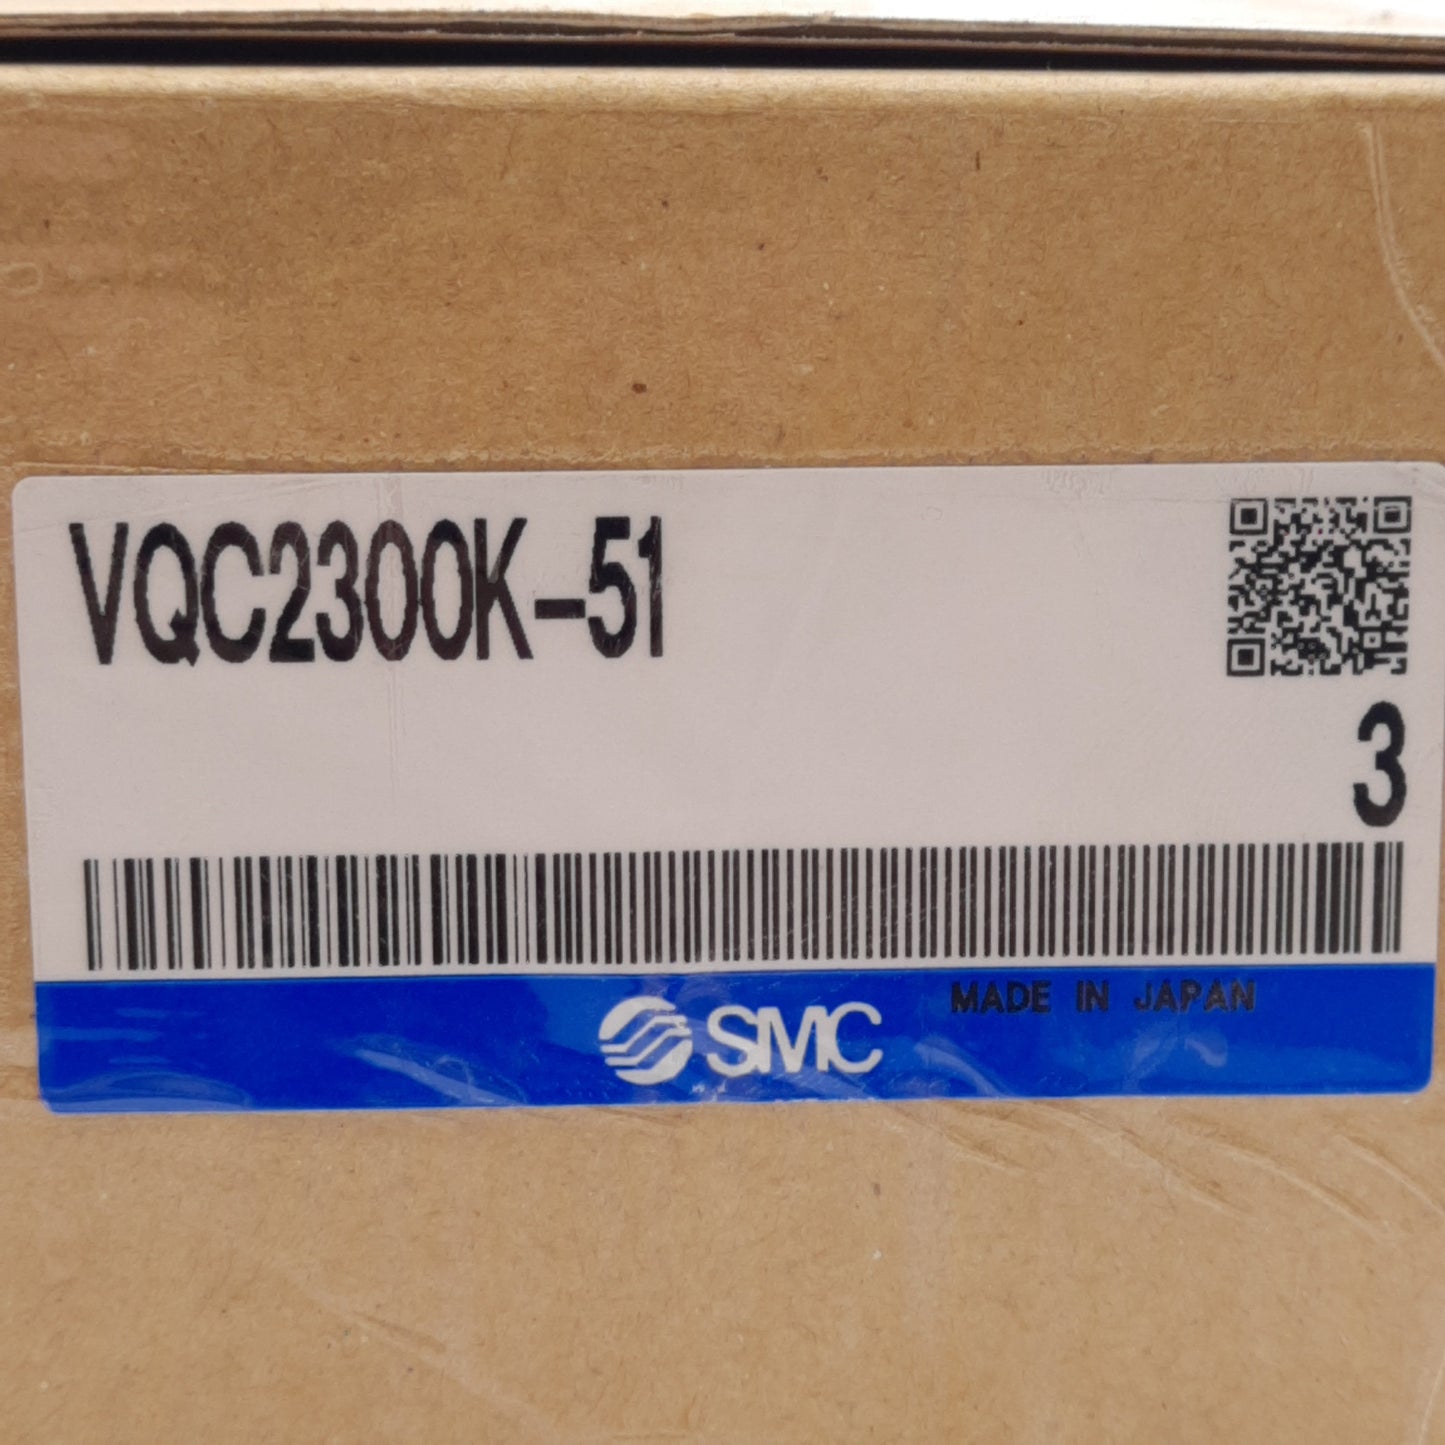 VQC2300K-51
3
MADE IN JAPAN
SMC